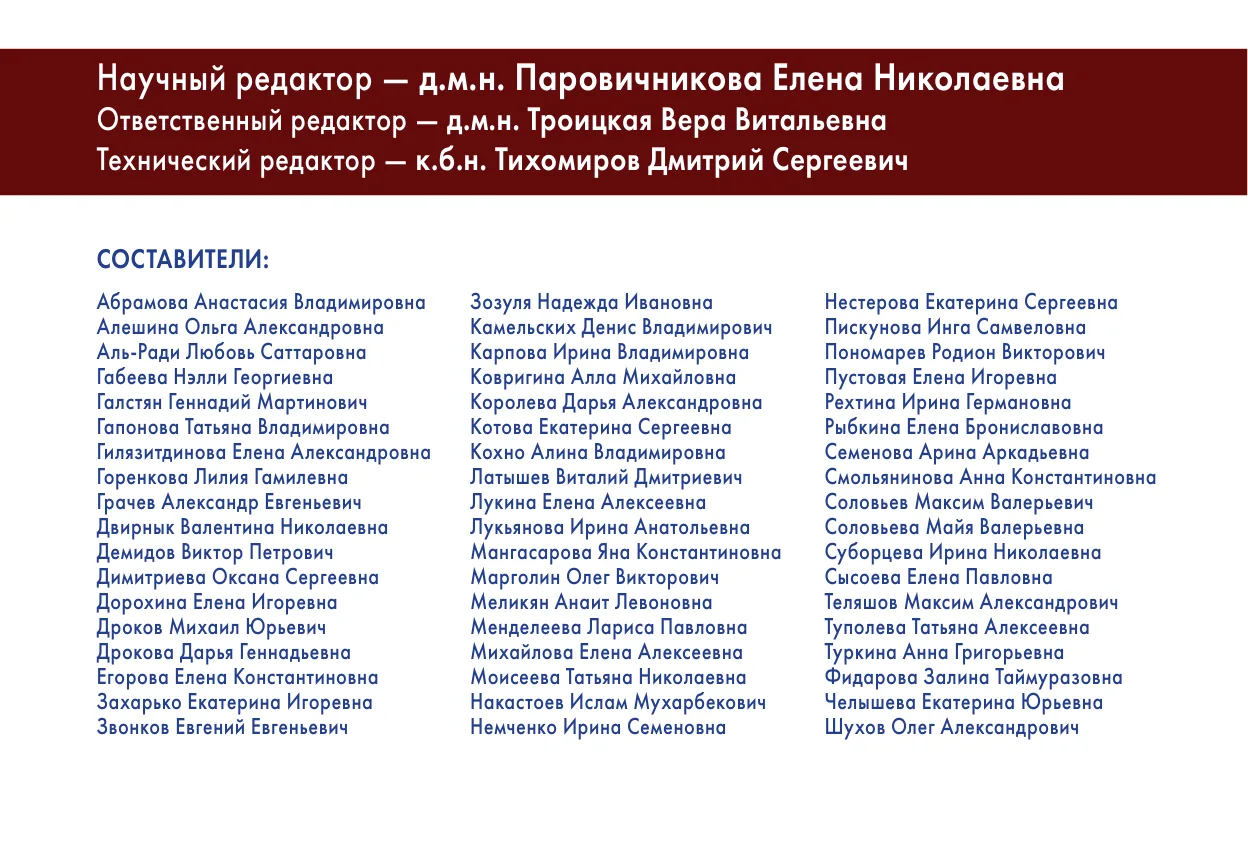 Научный редактор — д.м.н. Паровичникова Елена Николаевна
Ответственный редактор — д.м.н. Троицкая Вера Витальевна
Технический редактор — к.б.н. Тихомиров Дмитрий Сергеевич
СОСТАВИТЕЛИ:
Абрамова Анастасия Владимировна
Алешина Ольга Александровна
Аль-Ради Любовь Саттаровна
Габеева Нэлли Георгиевна
Галстян Геннадий Мартинович
Гапонова Татьяна Владимировна
Гилязитдинова Елена Александровна
Горенкова Лилия Гамилевна
Грачев Александр Евгеньевич
Двирнык Валентина Николаевна
Демидов Виктор Петрович
Димитриева Оксана Сергеевна
Дорохина Елена Игоревна
Дроков Михаил Юрьевич
Дрокова Дарья Геннадьевна
Егорова Елена Константиновна
Захарько Екатерина Игоревна
Звонков Евгений Евгеньевич
Зозуля Надежда Ивановна
Камельских Денис Владимирович
Карпова Ирина Владимировна
Ковригина Алла Михайловна
Королева Дарья Александровна
Котова Екатерина Сергеевна
Кохно Алина Владимировна
Латышев Виталий Дмитриевич
Лукина Елена Алексеевна
Лукьянова Ирина Анатольевна
Мангасарова Яна Константиновна
Марголин Олег Викторович
Меликян Анаит Левоновна
Менделеева Лариса Павловна
Михайлова Елена Алексеевна
Моисеева Татьяна Николаевна
Накастоев Ислам Мухарбекович
Немченко Ирина Семеновна
Нестерова Екатерина Сергеевна
Пискунова Инга Самвеловна
Пономарев Родион Викторович
Пустовая Елена Игоревна
Рехтина Ирина Германовна
Рыбкина Елена Брониславовна
Семенова Арина Аркадьевна
Смольянинова Анна Константиновна
Соловьев Максим Валерьевич
Соловьева Майя Валерьевна
Суборцева Ирина Николаевна
Сысоева Елена Павловна
Теляшов Максим Александрович
Туполева Татьяна Алексеевна
Туркина Анна Григорьевна
Фидарова Залина Таймуразовна
Челышева Екатерина Юрьевна
Шухов Олег Александрович